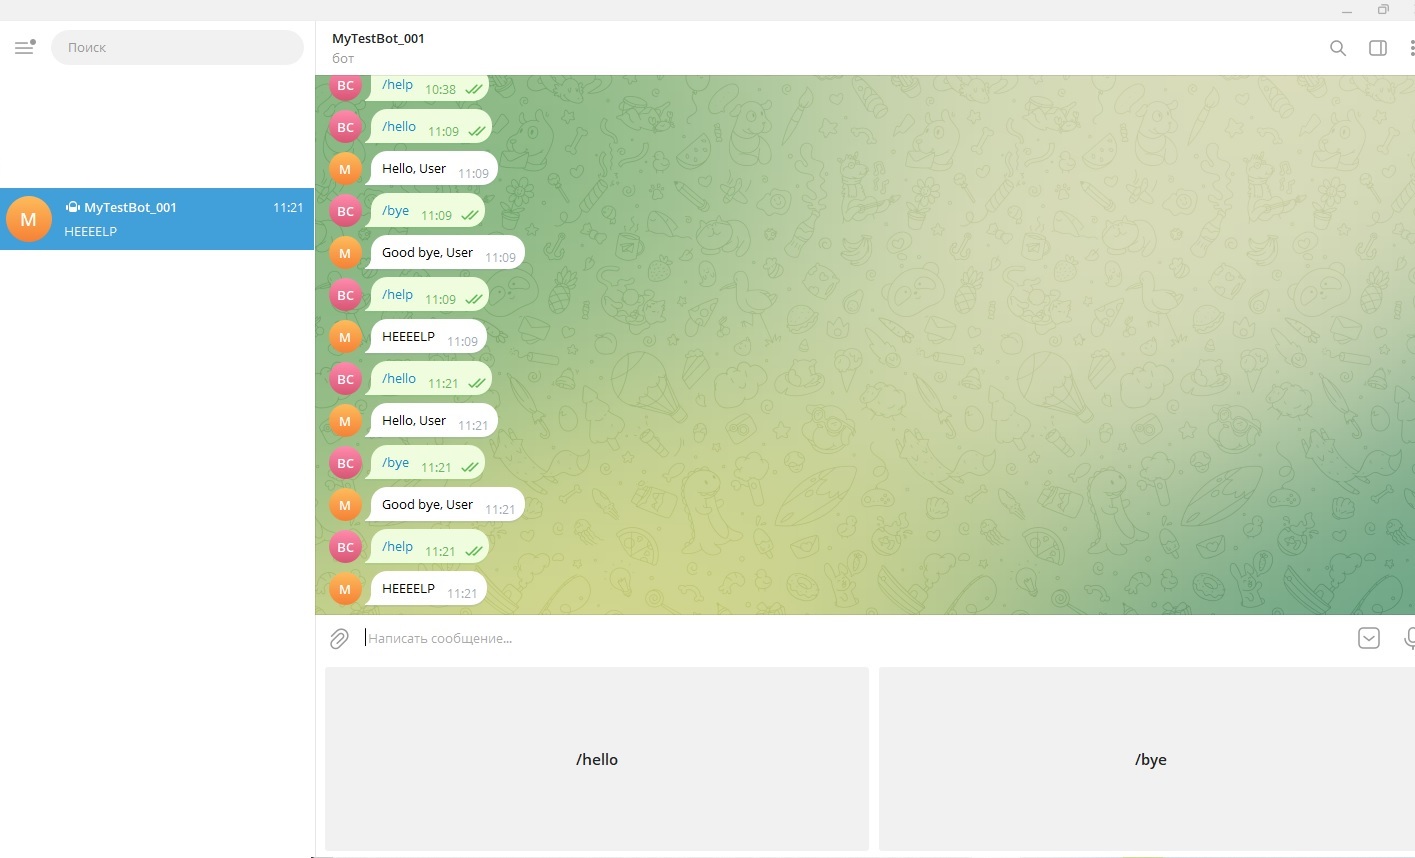 Поиск
M
MyTestBot_001 11:21
HEEEELP
MyTestBot_001
бот
BC /help 10:38
BC /hello 11:09
M Hello, User 11:09
BC /bye 11:09
M Good bye, User 11:09
BC /help 11:09
M HEEEELP 11:09
BC /hello 11:21
M Hello, User 11:21
BC /bye 11:21
M Good bye, User 11:21
BC /help 11:21
M HEEEELP 11:21
Написать сообщение...
/hello /bye